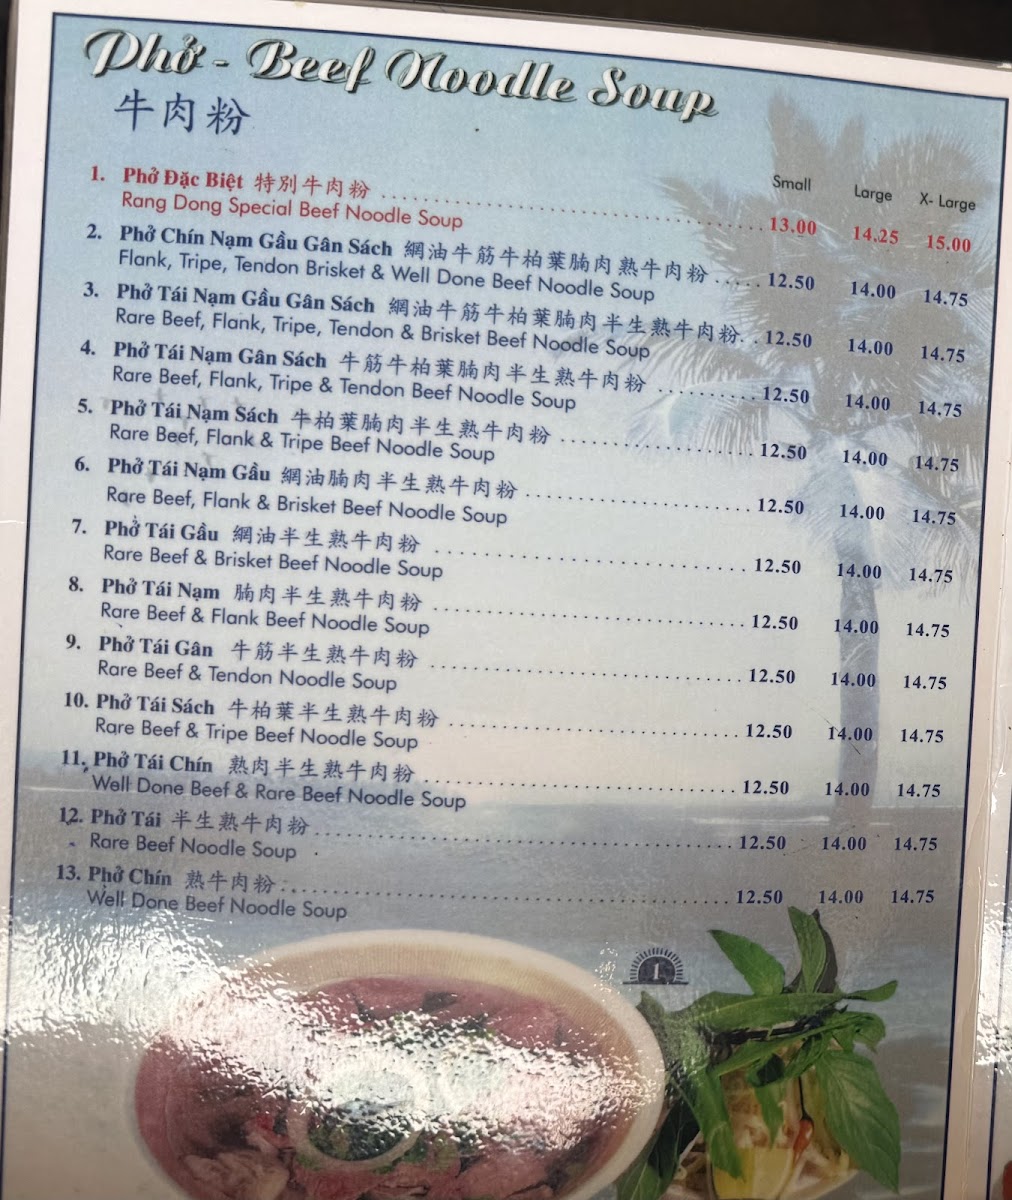 Phở - Beef Noodle Soup
牛肉粉
Small Large X- Large
1. Phở Đặc Biệt 特別牛肉粉 13.00 14.25 15.00
Rang Dong Special Beef Noodle Soup
2. Phở Chín Nạm Gầu Gân Sách 網油牛筋牛柏葉腩肉熟牛肉粉 12.50 14.00 14.75
Flank, Tripe, Tendon Brisket & Well Done Beef Noodle Soup
3. Phở Tái Nạm Gầu Gân Sách 網油牛筋牛柏葉腩肉半生熟牛肉粉 12.50 14.00 14.75
Rare Beef, Flank, Tripe, Tendon & Brisket Beef Noodle Soup
4. Phở Tái Nạm Gân Sách 牛筋牛柏葉腩肉半生熟牛肉粉 12.50 14.00 14.75
Rare Beef, Flank, Tripe & Tendon Beef Noodle Soup
5. Phở Tái Nạm Sách 牛柏葉腩肉半生熟牛肉粉 12.50 14.00 14.75
Rare Beef, Flank & Tripe Beef Noodle Soup
6. Phở Tái Nạm Gầu 網油腩肉半生熟牛肉粉 12.50 14.00 14.75
Rare Beef, Flank & Brisket Beef Noodle Soup
7. Phở Tái Gầu 網油半生熟牛肉粉 12.50 14.00 14.75
Rare Beef & Brisket Beef Noodle Soup
8. Phở Tái Nạm 腩肉半生熟牛肉粉 12.50 14.00 14.75
Rare Beef & Flank Beef Noodle Soup
9. Phở Tái Gân 牛筋半生熟牛肉粉 12.50 14.00 14.75
Rare Beef & Tendon Noodle Soup
10. Phở Tái Sách 牛柏葉半生熟牛肉粉 12.50 14.00 14.75
Rare Beef & Tripe Beef Noodle Soup
11. Phở Tái Chín 熟肉半生熟牛肉粉 12.50 14.00 14.75
Well Done Beef & Rare Beef Noodle Soup
12. Phở Tái 半生熟牛肉粉 12.50 14.00 14.75
Rare Beef Noodle Soup
13. Phở Chín 熟牛肉粉 12.50 14.00 14.75
Well Done Beef Noodle Soup
1